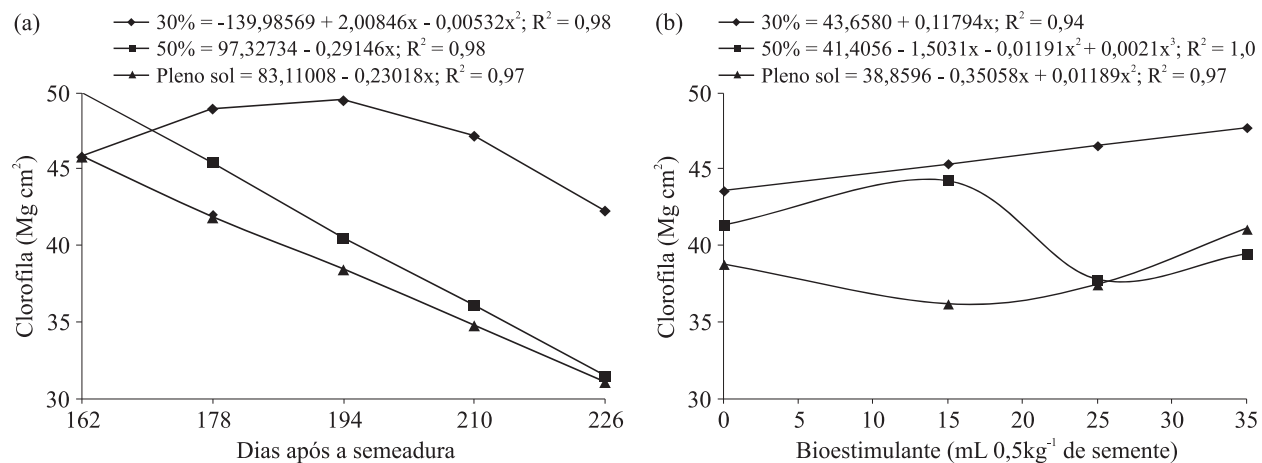 (a)
30% = -139,98569 + 2,00846x - 0,00532x²; R² = 0,98
50% = 97,32734 - 0,29146x; R² = 0,98
Pleno sol = 83,11008 - 0,23018x; R² = 0,97
Clorofila (Mg cm²)
50
45
40
35
30
162 178 194 210 226
Dias após a semeadura
(b)
30% = 43,6580 + 0,11794x; R² = 0,94
50% = 41,4056 - 1,5031x - 0,01191x² + 0,0021x³; R² = 1,0
Pleno sol = 38,8596 - 0,35058x + 0,01189x²; R² = 0,97
Clorofila (Mg cm²)
50
45
40
35
30
0 5 10 15 20 25 30 35
Bioestimulante (mL 0,5kg⁻¹ de semente)